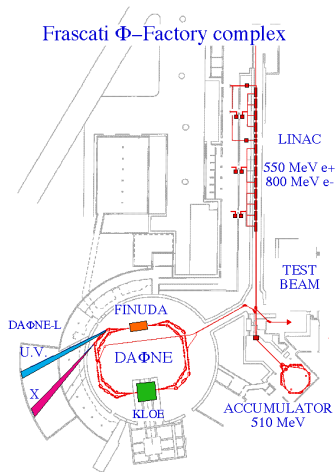 Frascati Φ–Factory complex
LINAC
550 MeV e+
800 MeV e-
TEST
BEAM
FINUDA
DAΦNE-L
U.V.
DAΦNE
X
KLOE
ACCUMULATOR
510 MeV